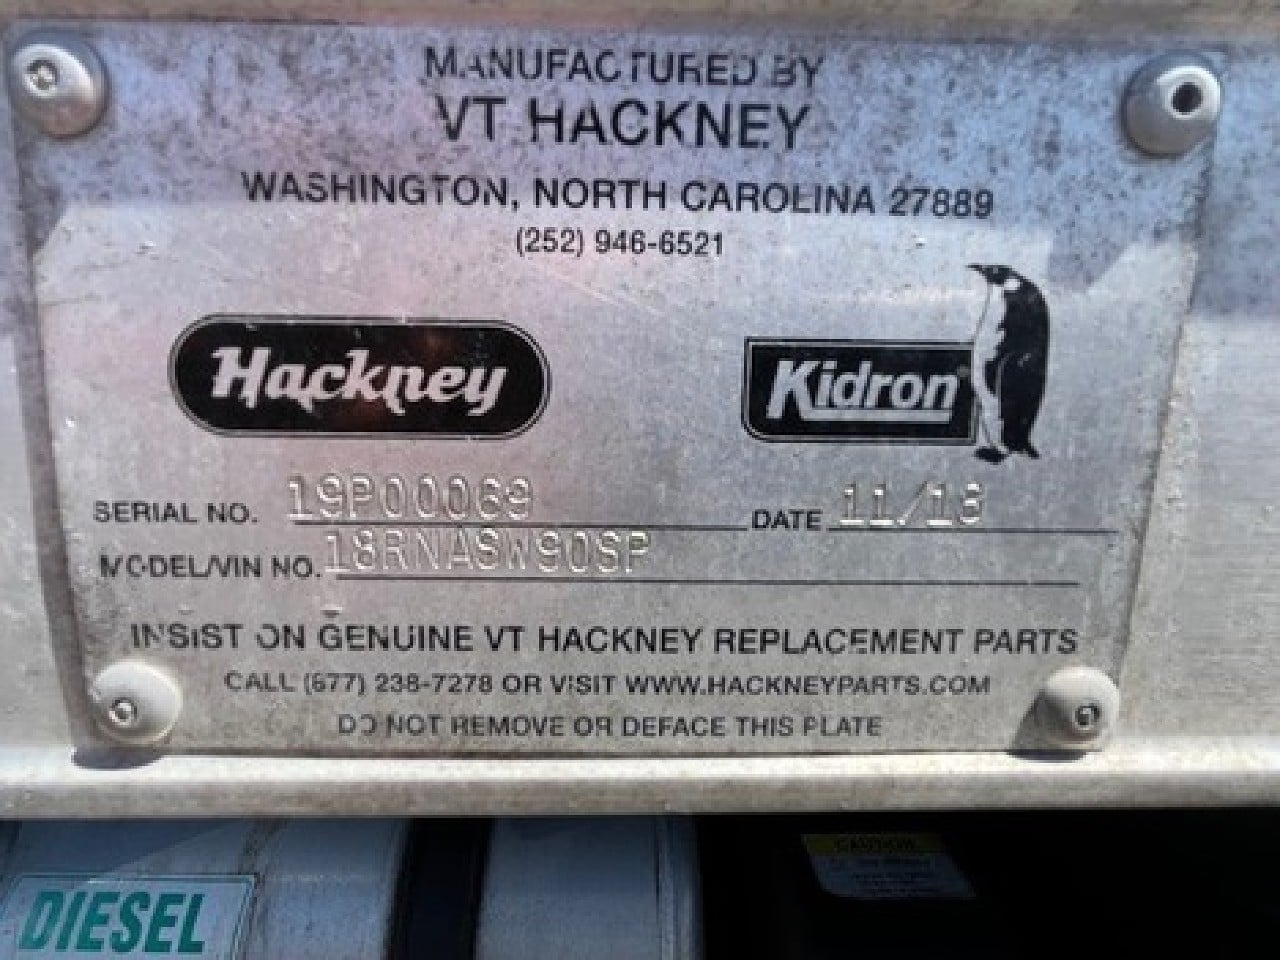 MANUFACTURED BY
VT HACKNEY
WASHINGTON, NORTH CAROLINA 27889
(252) 946-6521
Hackney
Kidron
SERIAL NO. 19P00069 DATE 11/18
MODEL/VIN NO. 18RNASW90SP
INSIST ON GENUINE VT HACKNEY REPLACEMENT PARTS
CALL (877) 238-7278 OR VISIT WWW.HACKNEYPARTS.COM
DO NOT REMOVE OR DEFACE THIS PLATE
CAUTION
DIESEL